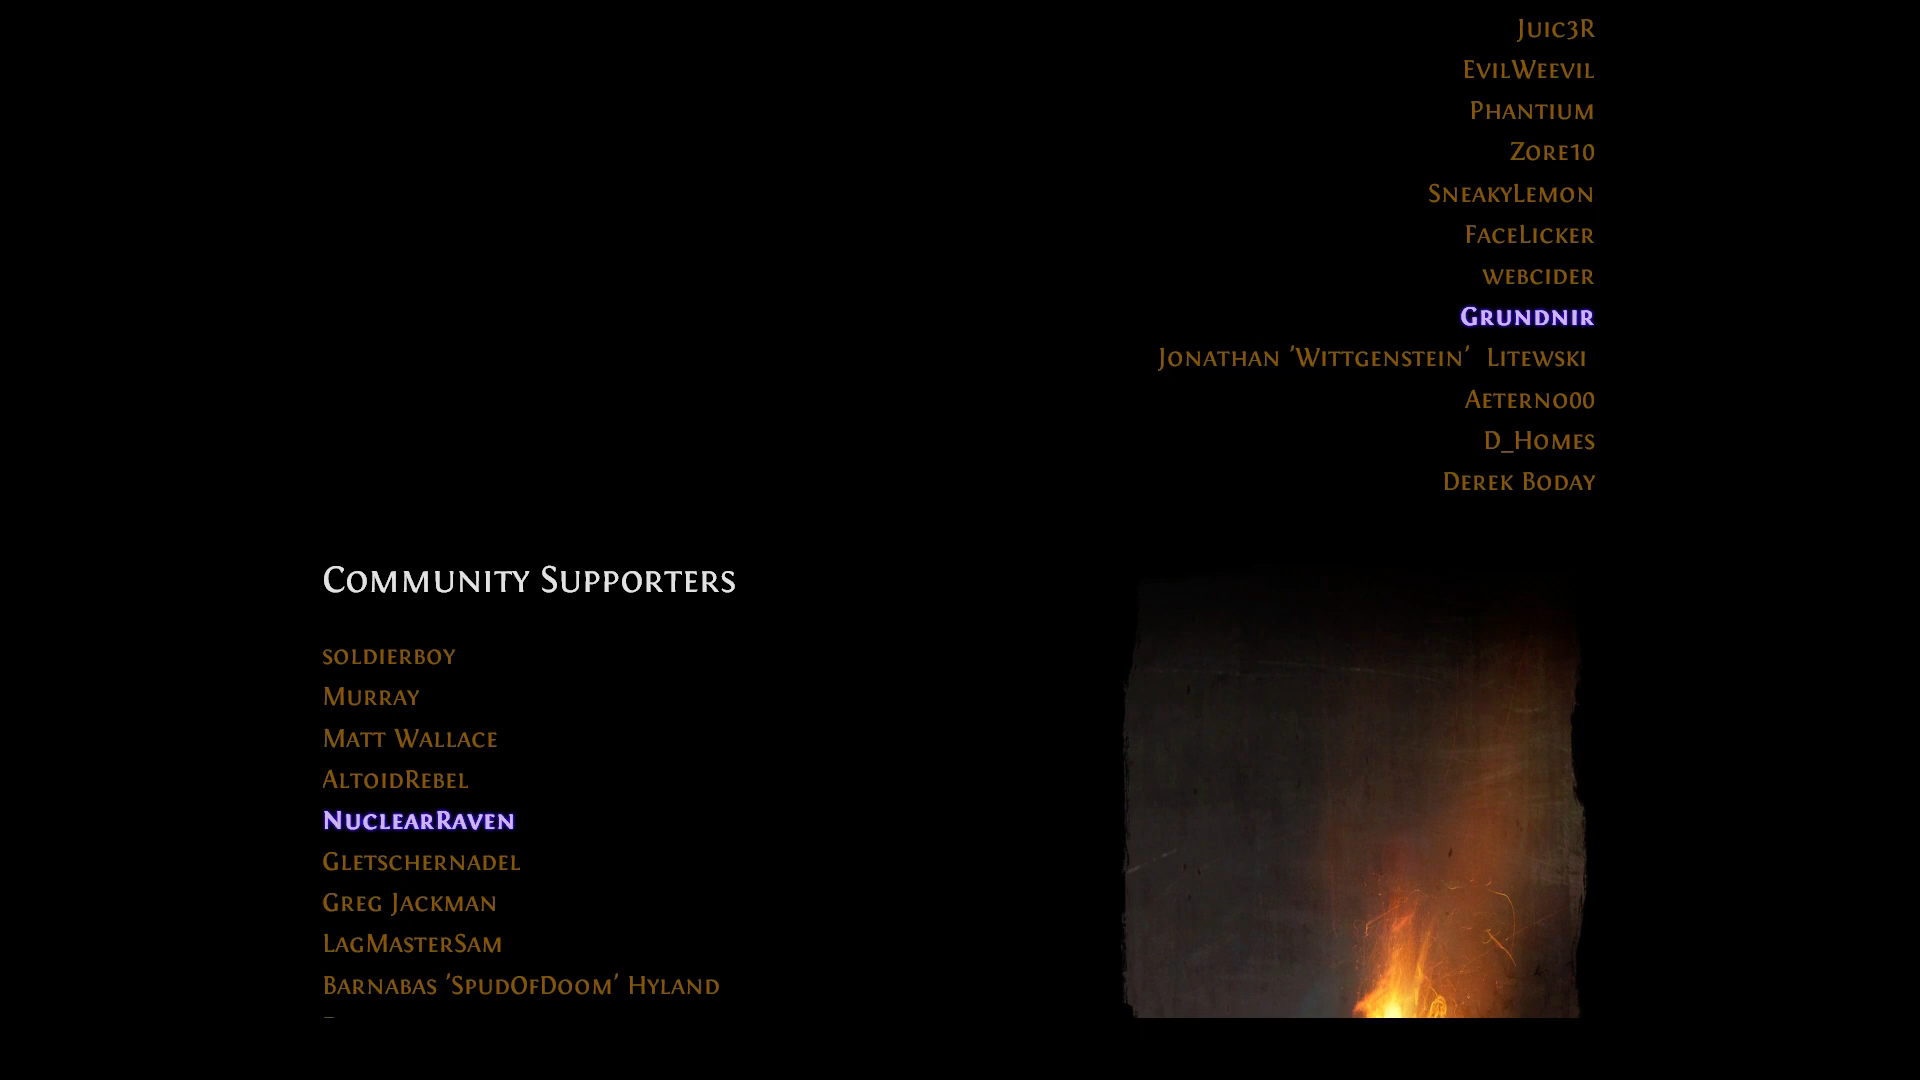 Juic3R
EvilWeevil
Phantium
Zore10
SneakyLemon
FaceLicker
webcider
Grundnir
Jonathan 'Wittgenstein'  Litewski
Aeterno00
D_Homes
Derek Boday
Community Supporters
soldierboy
Murray
Matt Wallace
AltoidRebel
NuclearRaven
Gletschernadel
Greg Jackman
LagMasterSam
Barnabas 'SpudOfDoom' Hyland